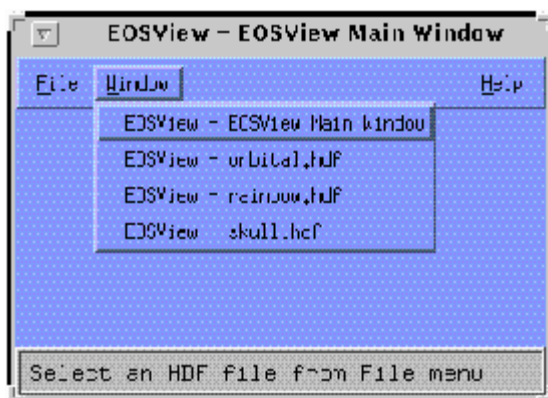 EOSView - EOSView Main Window
File Window Help
EOSView - EOSView Main Window
EOSView - orbital.hdf
EOSView - rainbow.hdf
EOSView - skull.hdf
Select an HDF file from File menu